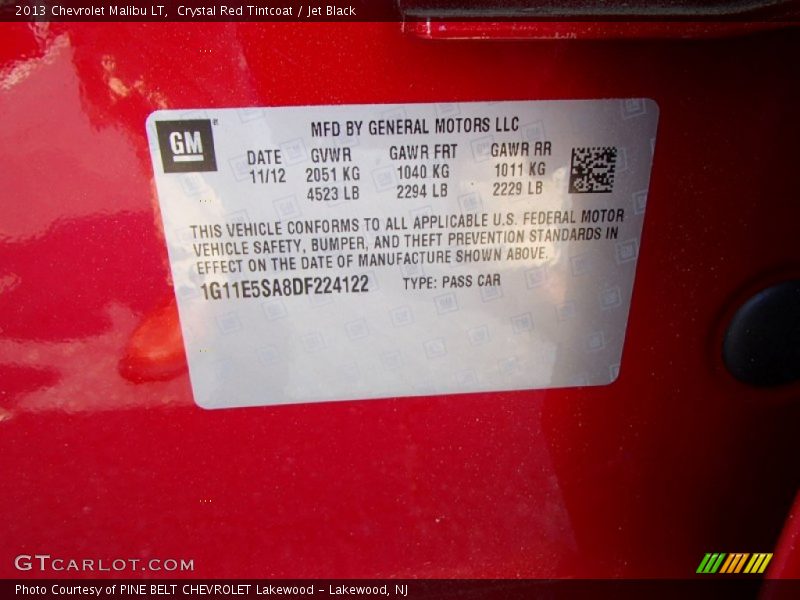 2013 Chevrolet Malibu LT,  Crystal Red Tintcoat / Jet Black
GM
MFD BY GENERAL MOTORS LLC
DATE GVWR GAWR FRT GAWR RR
11/12 2051 KG 1040 KG 1011 KG
4523 LB 2294 LB 2229 LB
THIS VEHICLE CONFORMS TO ALL APPLICABLE U.S. FEDERAL MOTOR
VEHICLE SAFETY, BUMPER, AND THEFT PREVENTION STANDARDS IN
EFFECT ON THE DATE OF MANUFACTURE SHOWN ABOVE.
1G11E5SA8DF224122 TYPE: PASS CAR
GTCARLOT.COM
Photo Courtesy of PINE BELT CHEVROLET Lakewood - Lakewood, NJ